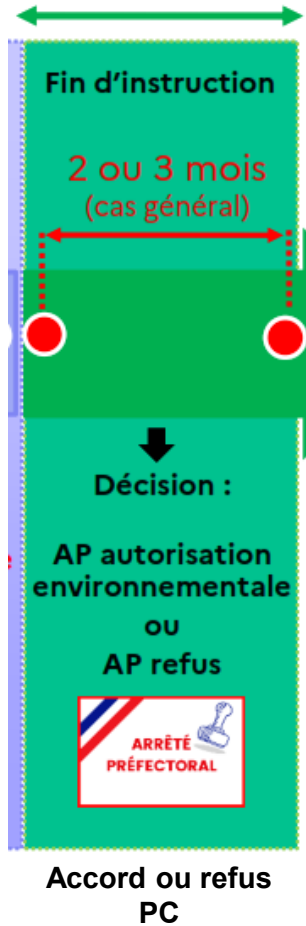 Fin d’instruction
2 ou 3 mois
(cas général)
Décision :
AP autorisation
environnementale
ou
AP refus
ARRÊTÉ
PRÉFECTORAL
Accord ou refus
PC